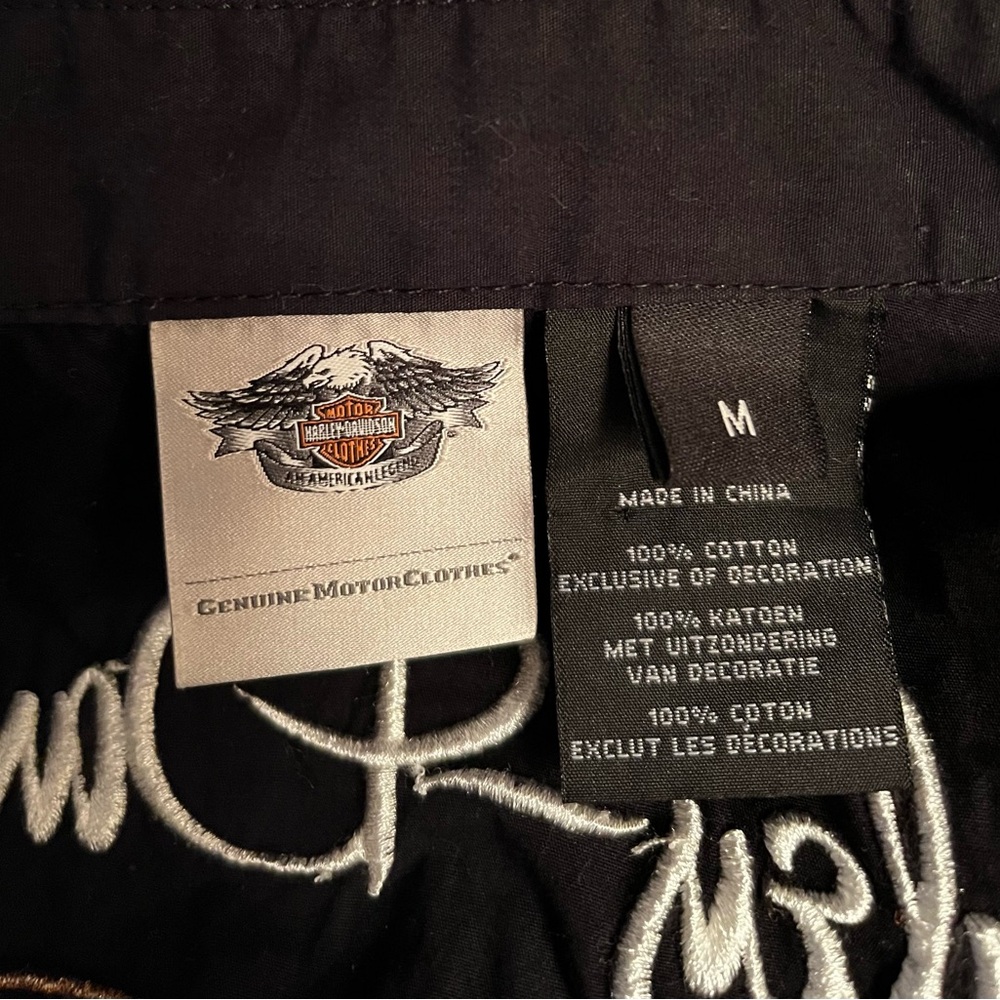 MOTOR
HARLEY-DAVIDSON
CLOTHES
AN AMERICAN LEGEND
GENUINE MOTORCLOTHES®
M
MADE IN CHINA
100% COTTON
EXCLUSIVE OF DECORATION
100% KATOEN
MET UITZONDERING
VAN DECORATIE
100% COTON
EXCLUT LES DECORATIONS